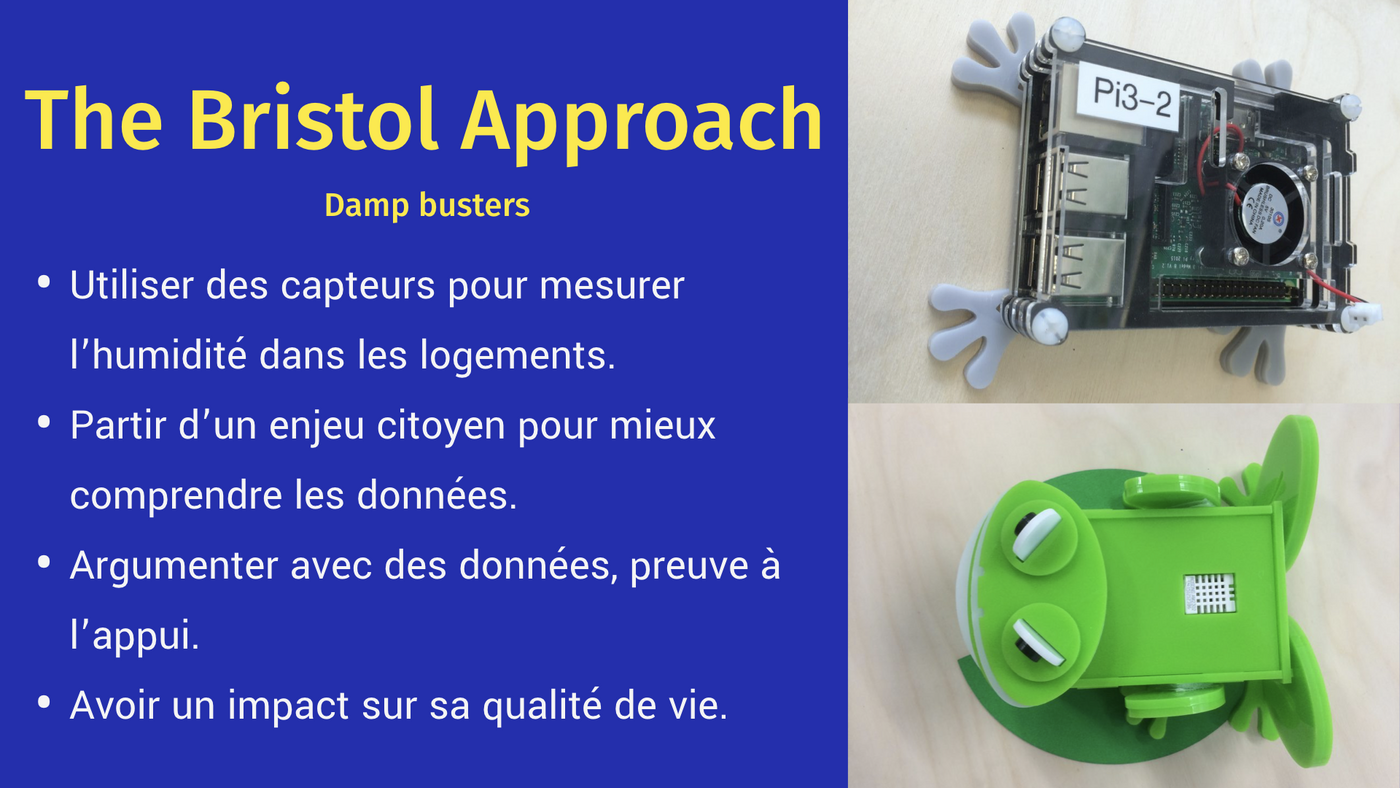 The Bristol Approach
Damp busters
• Utiliser des capteurs pour mesurer
l’humidité dans les logements.
• Partir d’un enjeu citoyen pour mieux
comprendre les données.
• Argumenter avec des données, preuve à
l’appui.
• Avoir un impact sur sa qualité de vie.
Pi3-2